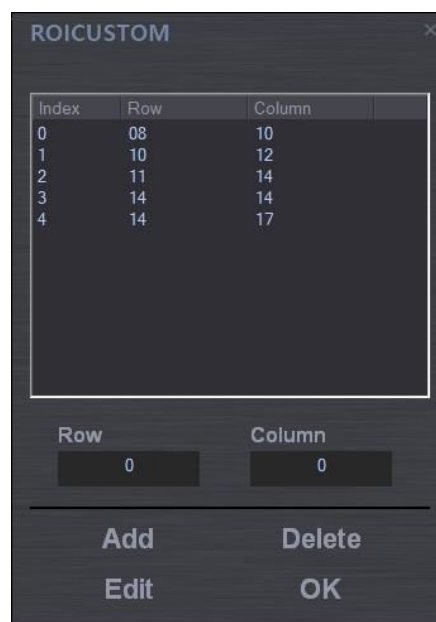 ROICUSTOM
Index Row Column
0 08 10
1 10 12
2 11 14
3 14 14
4 14 17
Row Column
0 0
Add Delete
Edit OK